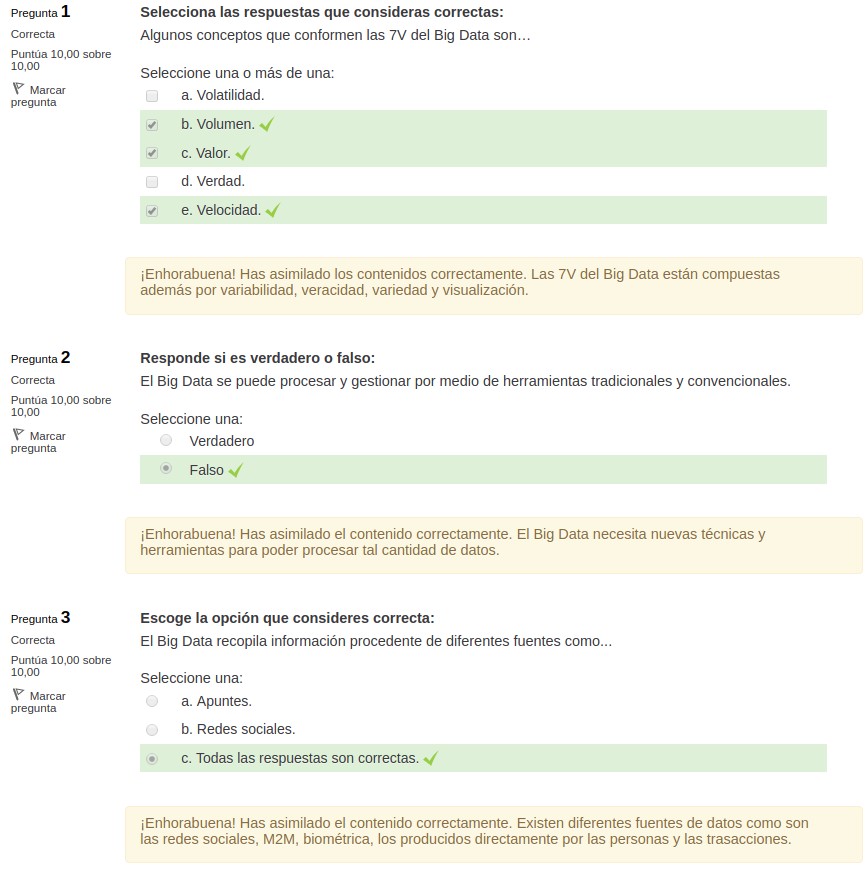 Pregunta 1
Correcta
Puntúa 10,00 sobre
10,00
Marcar
pregunta
Selecciona las respuestas que consideras correctas:
Algunos conceptos que conformen las 7V del Big Data son…
Seleccione una o más de una:
a. Volatilidad.
b. Volumen.
c. Valor.
d. Verdad.
e. Velocidad.
¡Enhorabuena! Has asimilado los contenidos correctamente. Las 7V del Big Data están compuestas
además por variabilidad, veracidad, variedad y visualización.
Pregunta 2
Correcta
Puntúa 10,00 sobre
10,00
Marcar
pregunta
Responde si es verdadero o falso:
El Big Data se puede procesar y gestionar por medio de herramientas tradicionales y convencionales.
Seleccione una:
Verdadero
Falso
¡Enhorabuena! Has asimilado el contenido correctamente. El Big Data necesita nuevas técnicas y
herramientas para poder procesar tal cantidad de datos.
Pregunta 3
Correcta
Puntúa 10,00 sobre
10,00
Marcar
pregunta
Escoge la opción que consideres correcta:
El Big Data recopila información procedente de diferentes fuentes como...
Seleccione una:
a. Apuntes.
b. Redes sociales.
c. Todas las respuestas son correctas.
¡Enhorabuena! Has asimilado el contenido correctamente. Existen diferentes fuentes de datos como son
las redes sociales, M2M, biométrica, los producidos directamente por las personas y las trasacciones.